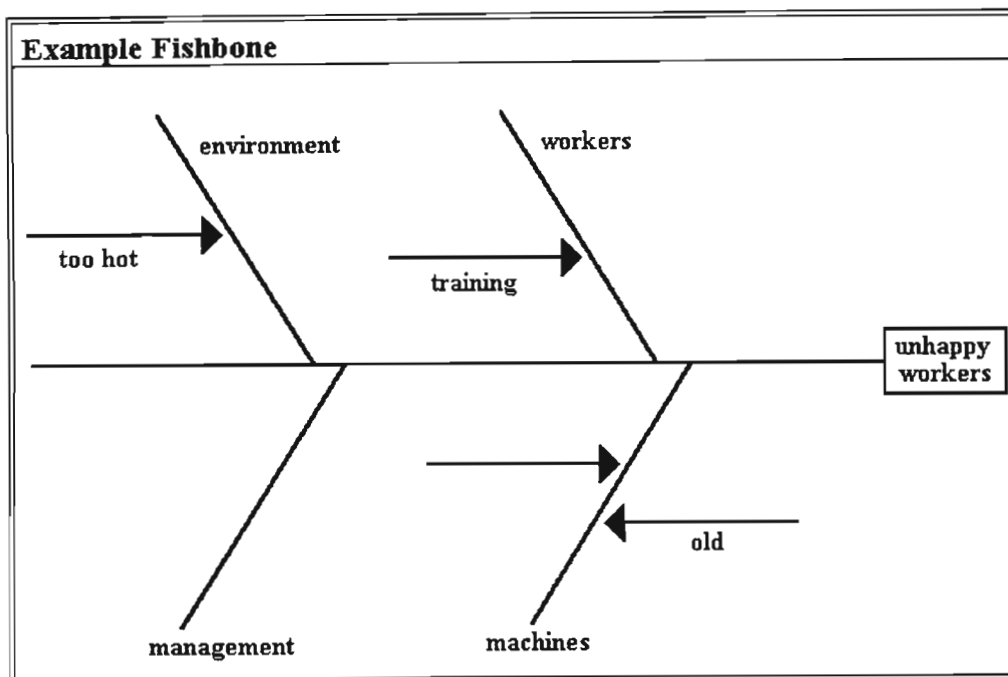 Example Fishbone
environment
workers
too hot
training
unhappy
workers
old
management
machines